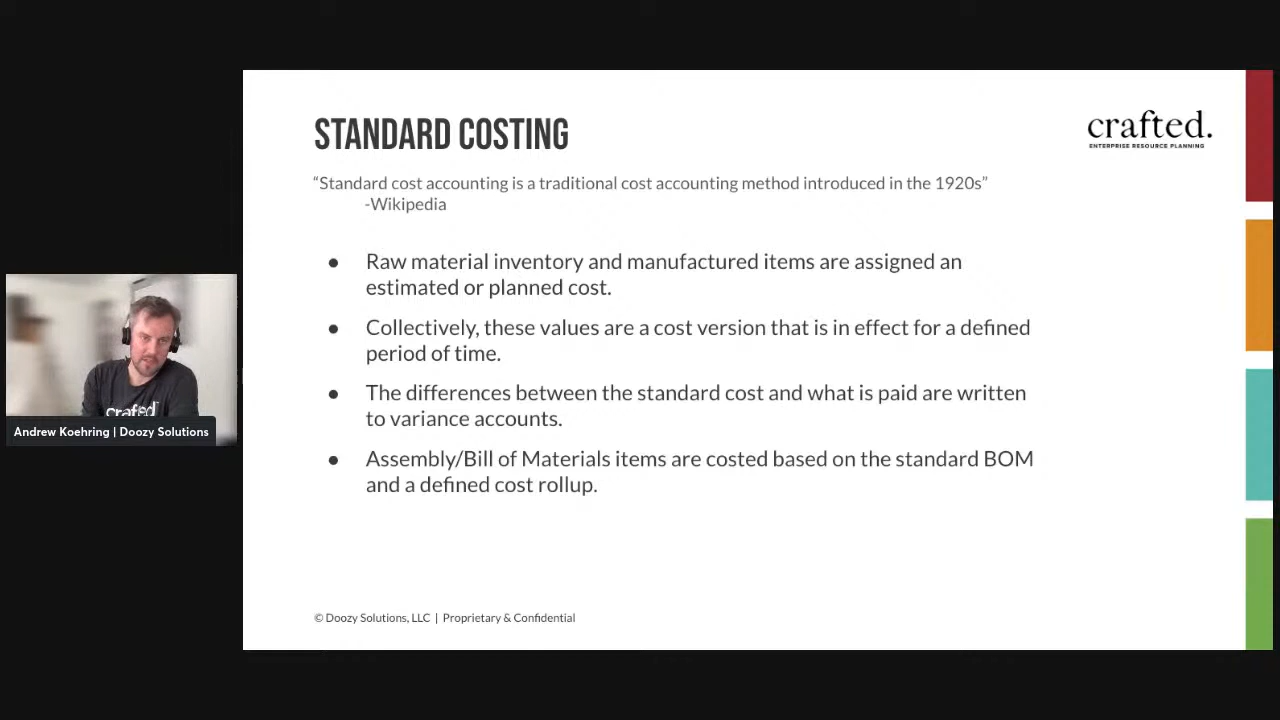 STANDARD COSTING
crafted.
ENTERPRISE RESOURCE PLANNING
“Standard cost accounting is a traditional cost accounting method introduced in the 1920s”
-Wikipedia
● Raw material inventory and manufactured items are assigned an
estimated or planned cost.
● Collectively, these values are a cost version that is in effect for a defined
period of time.
● The differences between the standard cost and what is paid are written
to variance accounts.
● Assembly/Bill of Materials items are costed based on the standard BOM
and a defined cost rollup.
crafted
Andrew Koehring | Doozy Solutions
© Doozy Solutions, LLC | Proprietary & Confidential